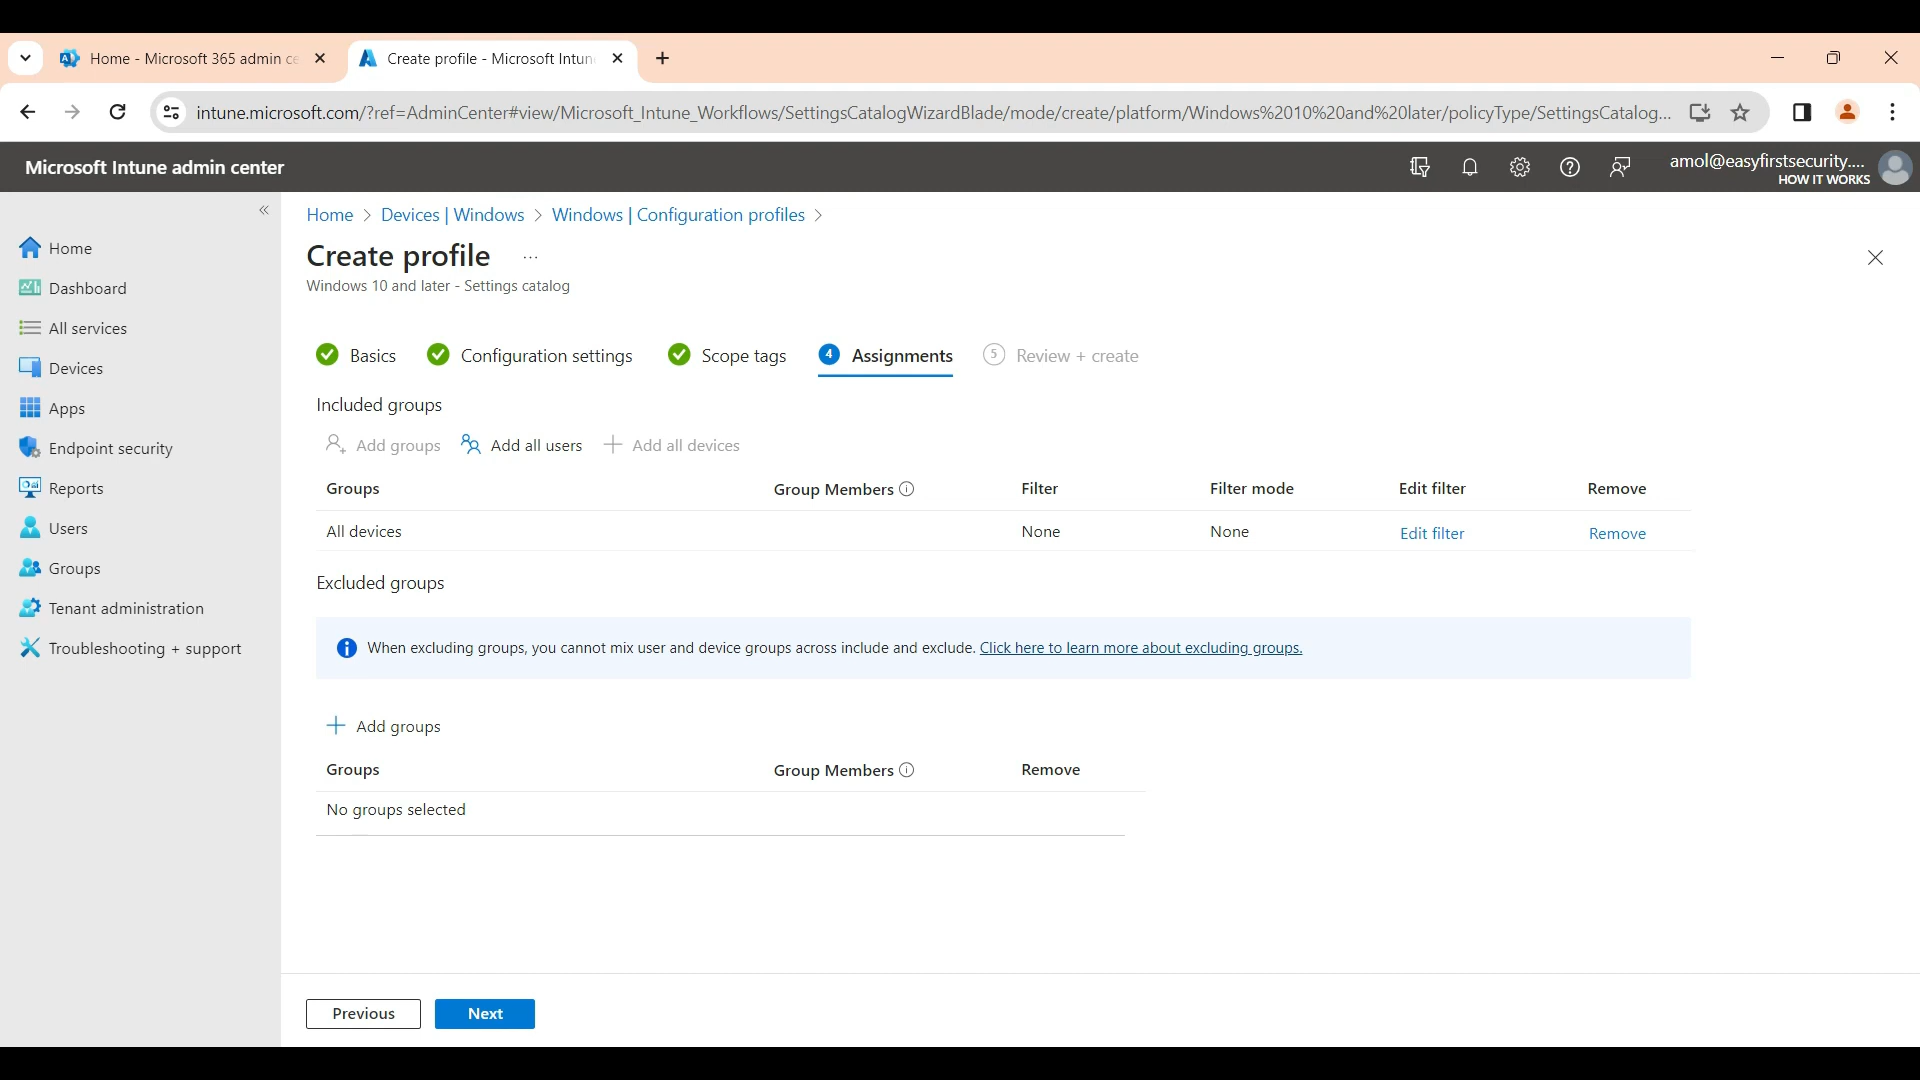 Home - Microsoft 365 admin ce
Create profile - Microsoft Intun
intune.microsoft.com/?ref=AdminCenter#view/Microsoft_Intune_Workflows/SettingsCatalogWizardBlade/mode/create/platform/Windows%2010%20and%20later/policyType/SettingsCatalog...
Microsoft Intune admin center
amol@easyfirstsecurity....
HOW IT WORKS
Home
Dashboard
All services
Devices
Apps
Endpoint security
Reports
Users
Groups
Tenant administration
Troubleshooting + support
Home > Devices | Windows > Windows | Configuration profiles >
Create profile ...
Windows 10 and later - Settings catalog
Basics Configuration settings Scope tags 4 Assignments 5 Review + create
Included groups
Add groups Add all users Add all devices
Groups Group Members Filter Filter mode Edit filter Remove
All devices None None Edit filter Remove
Excluded groups
When excluding groups, you cannot mix user and device groups across include and exclude. Click here to learn more about excluding groups.
Add groups
Groups Group Members Remove
No groups selected
Previous Next